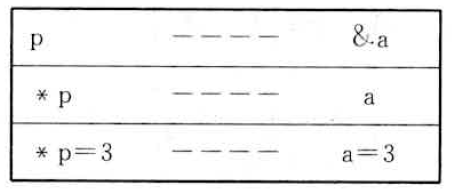 p ———— &a
* p ———— a
* p=3 ———— a=3